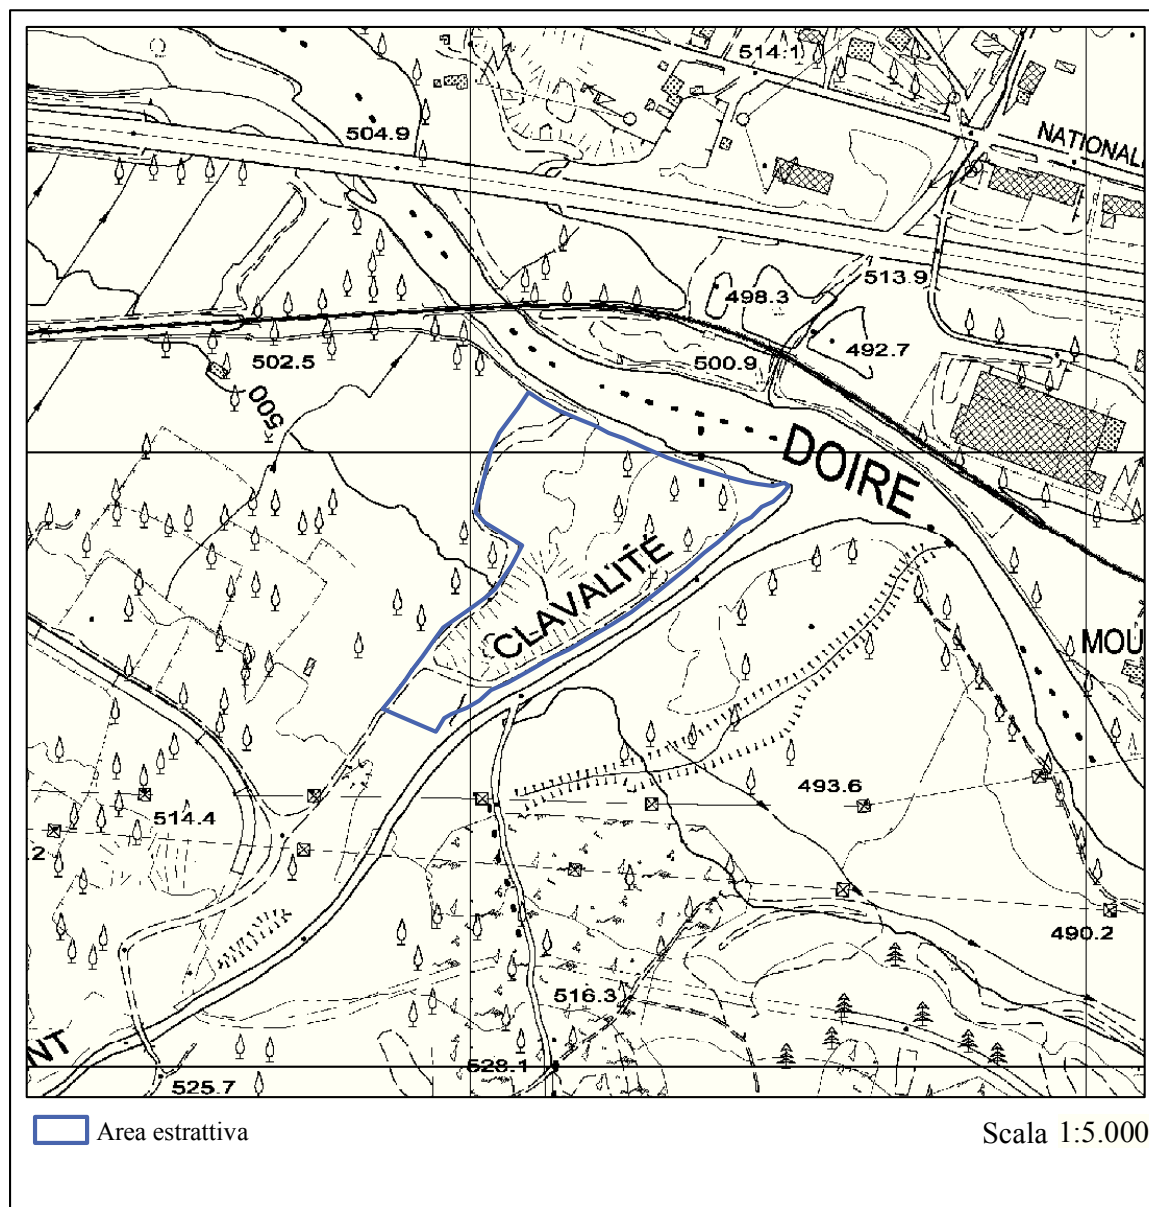 514.1
504.9
NATIONAL
513.9
498.3
492.7
502.5
500.9
500
DOIRE
CLAVALITÉ
MOU
493.6
514.4
.2
490.2
516.3
NT
528.1
525.7
Area estrattiva
Scala 1:5.000